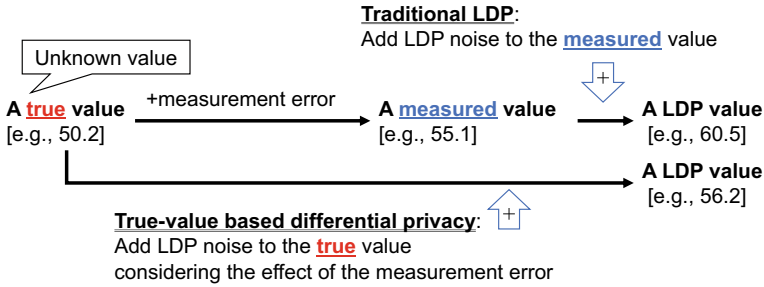 Traditional LDP:
Add LDP noise to the measured value
Unknown value
+
A true value
+measurement error
A measured value
A LDP value
[e.g., 50.2]
[e.g., 55.1]
[e.g., 60.5]
A LDP value
[e.g., 56.2]
+
True-value based differential privacy:
Add LDP noise to the true value
considering the effect of the measurement error